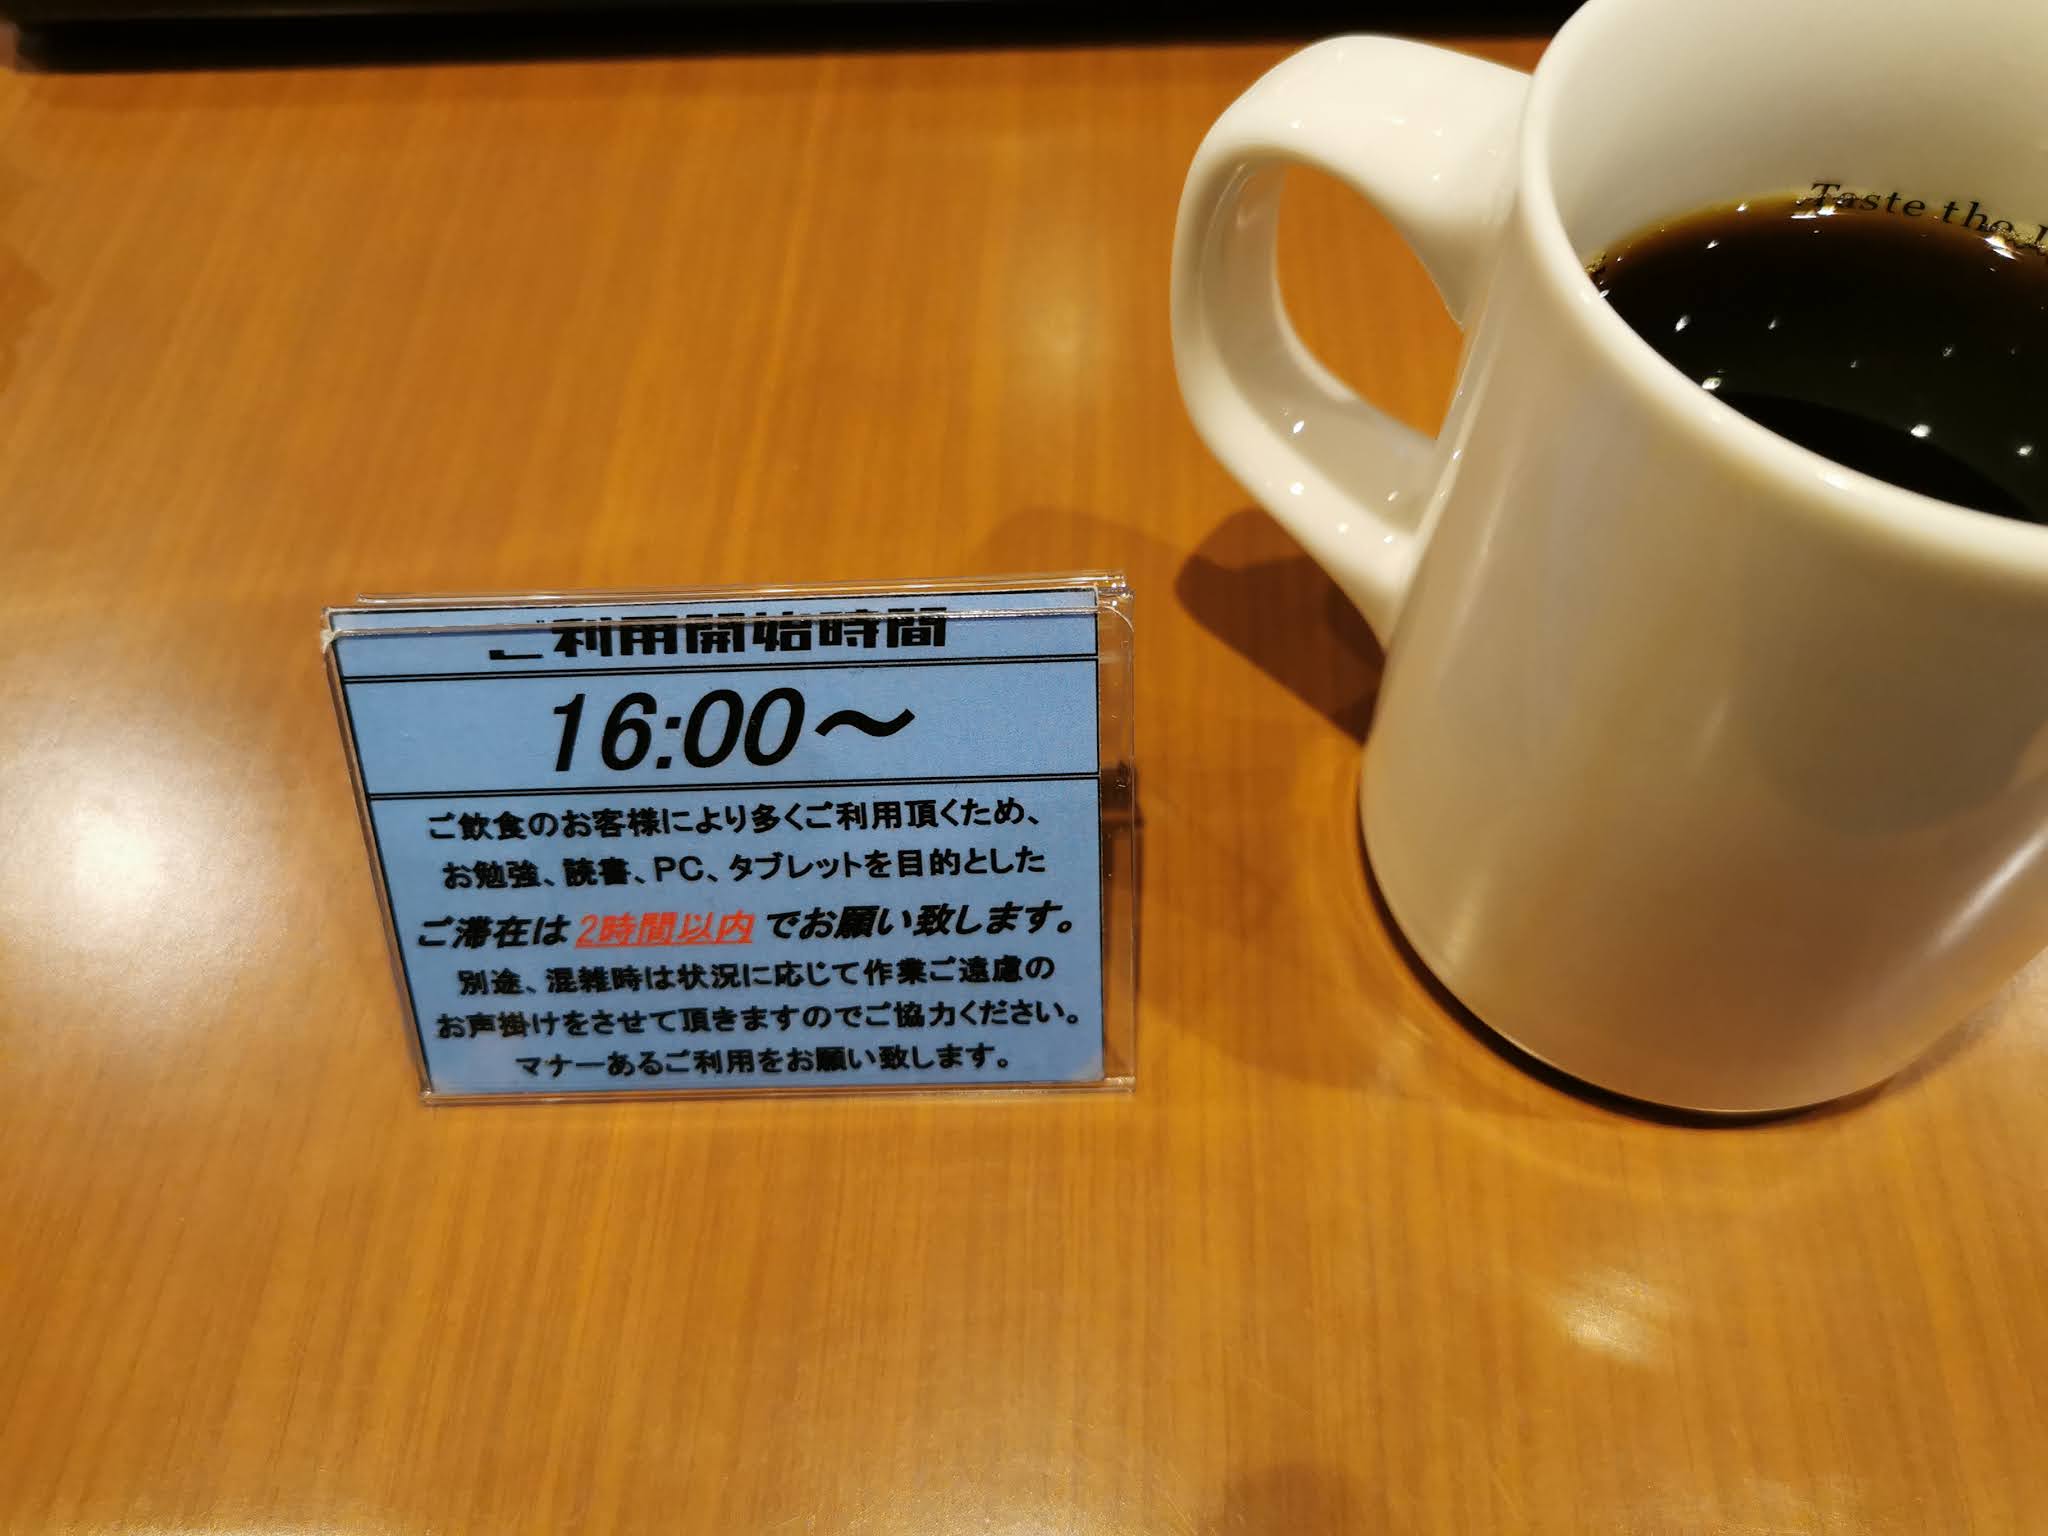 ご利用開始時間
16:00～
ご飲食のお客様により多くご利用頂くため、
お勉強、読書、PC、タブレットを目的とした
ご滞在は 2時間以内 でお願い致します。
別途、混雑時は状況に応じて作業ご遠慮の
お声掛けをさせて頂きますのでご協力ください。
マナーあるご利用をお願い致します。
Taste the